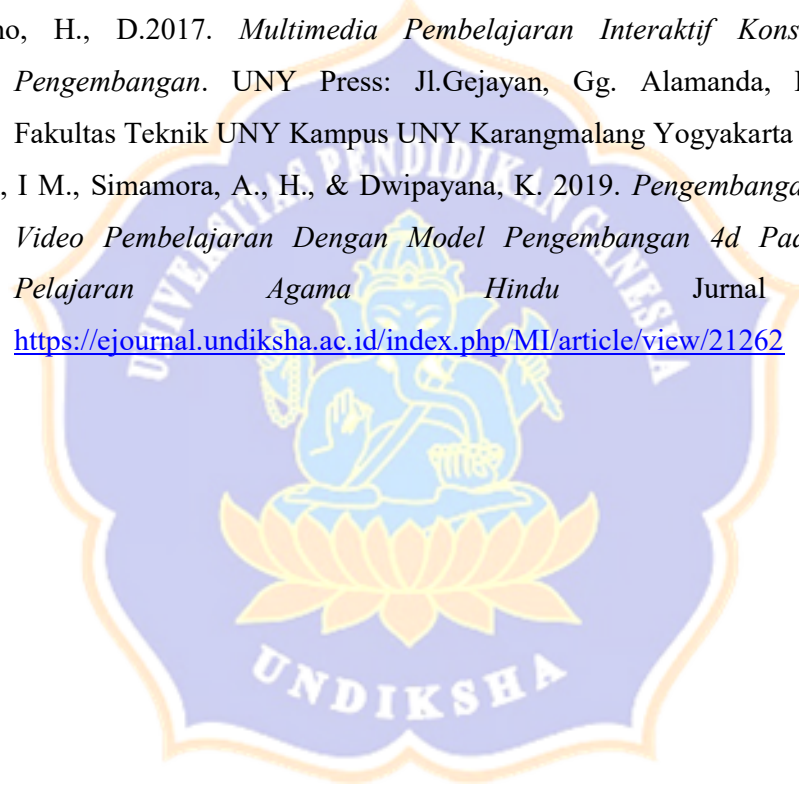 no, H., D.2017. Multimedia Pembelajaran Interaktif Kons
Pengembangan. UNY Press: Jl.Gejayan, Gg. Alamanda,
Fakultas Teknik UNY Kampus UNY Karangmalang Yogyakarta
, I M., Simamora, A., H., & Dwipayana, K. 2019. Pengembanga
Video Pembelajaran Dengan Model Pengembangan 4d Pad
Pelajaran Agama Hindu Jurnal
https://ejournal.undiksha.ac.id/index.php/MI/article/view/21262
UNIVERSITAS PENDIDIKAN GANESHA
UNDIKSHA